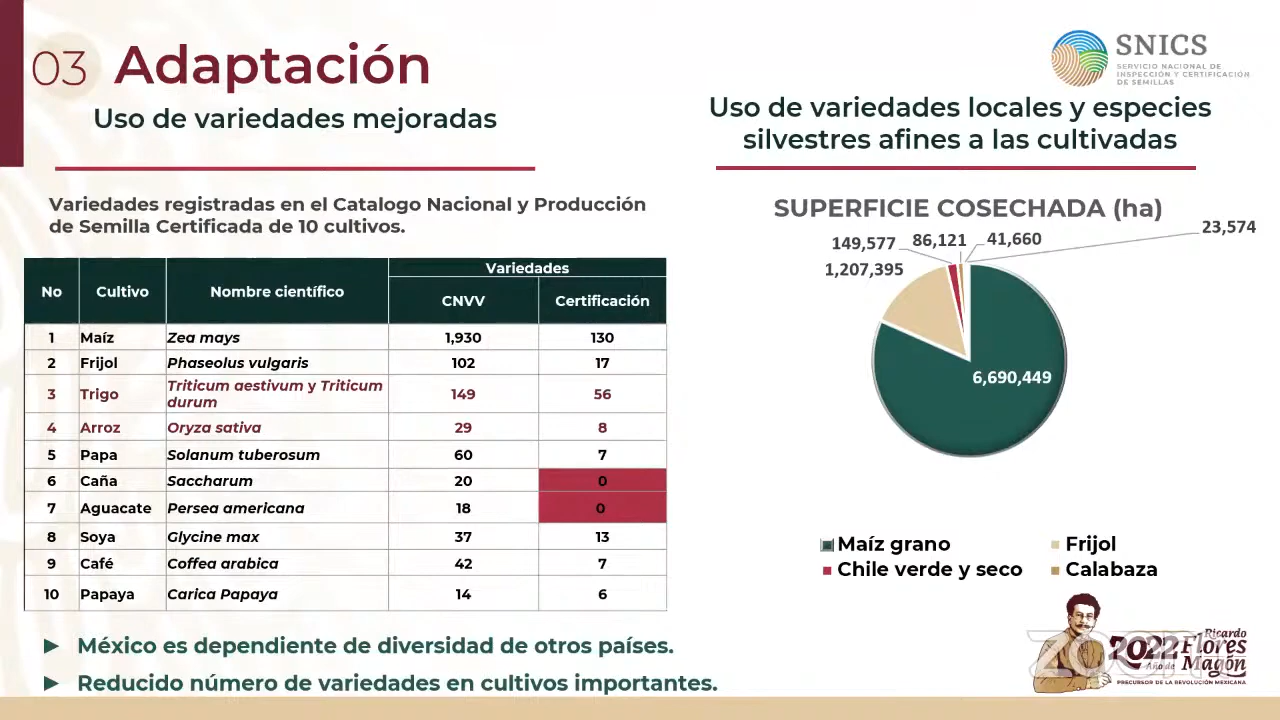 03 Adaptación
SNICS
SERVICIO NACIONAL DE
INSPECCIÓN Y CERTIFICACIÓN
DE SEMILLAS
Uso de variedades mejoradas
Uso de variedades locales y especies
silvestres afines a las cultivadas
Variedades registradas en el Catalogo Nacional y Producción
de Semilla Certificada de 10 cultivos.
No Cultivo Nombre científico Variedades
CNVV Certificación
1 Maíz Zea mays 1,930 130
2 Frijol Phaseolus vulgaris 102 17
3 Trigo Triticum aestivum y Triticum
durum 149 56
4 Arroz Oryza sativa 29 8
5 Papa Solanum tuberosum 60 7
6 Caña Saccharum 20 0
7 Aguacate Persea americana 18 0
8 Soya Glycine max 37 13
9 Café Coffea arabica 42 7
10 Papaya Carica Papaya 14 6
► México es dependiente de diversidad de otros países.
► Reducido número de variedades en cultivos importantes.
SUPERFICIE COSECHADA (ha)
23,574
149,577 86,121 41,660
1,207,395
6,690,449
Maíz grano Frijol
Chile verde y seco Calabaza
zoom
2022 Ricardo
Flores
Año de Magón
PRECURSOR DE LA REVOLUCIÓN MEXICANA